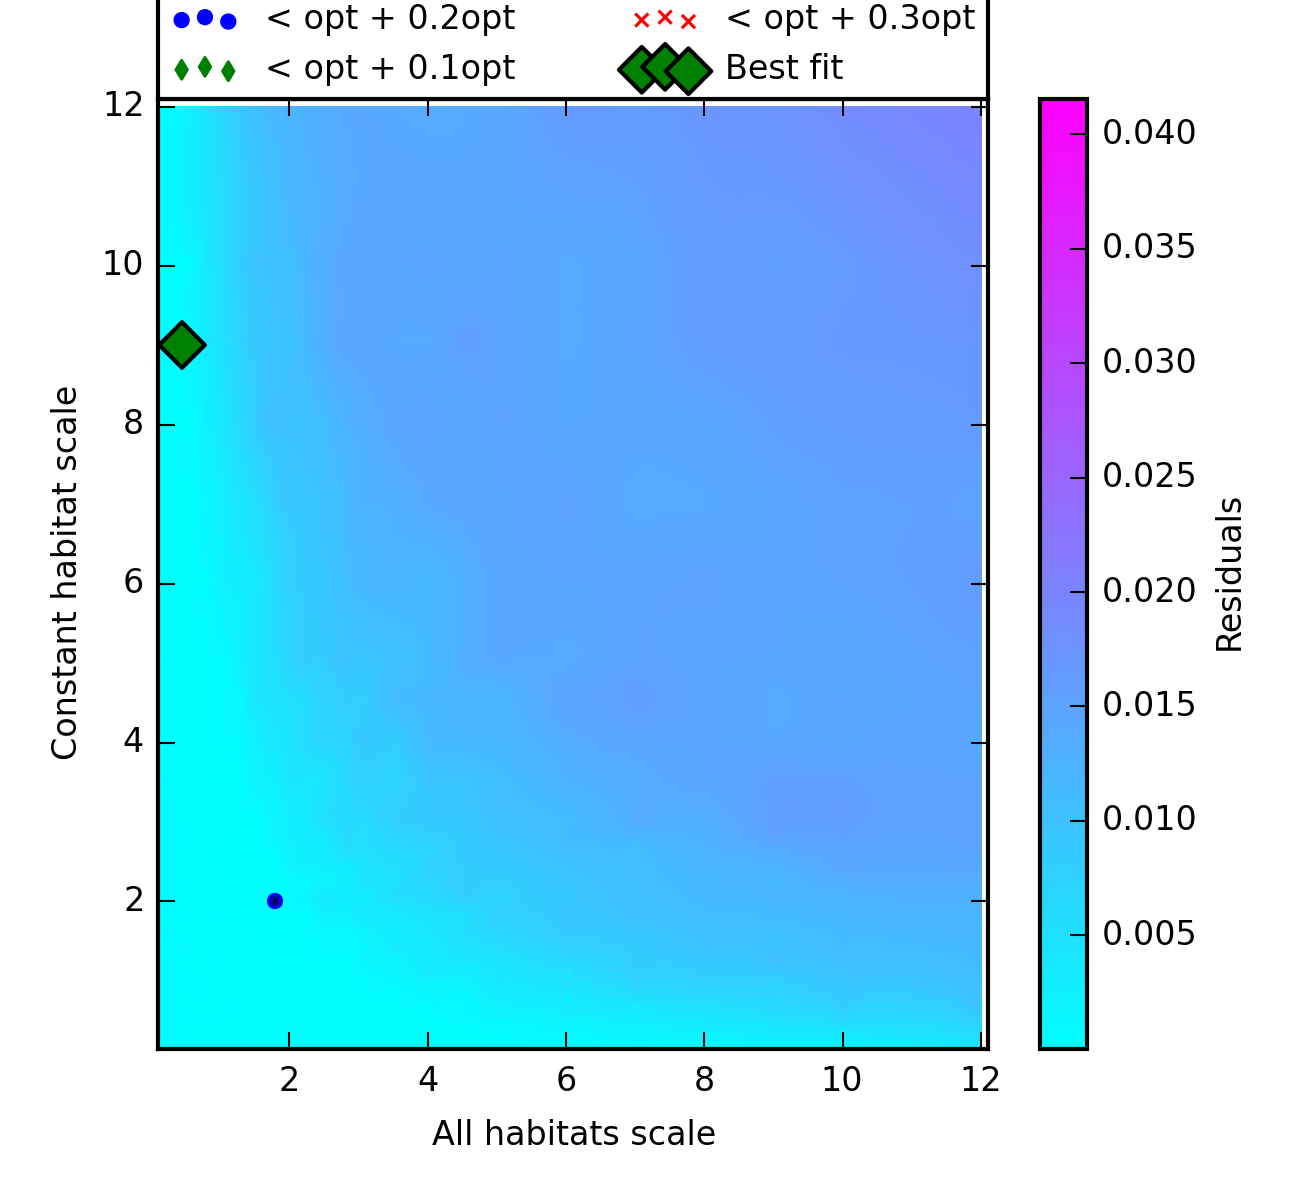 < opt + 0.2opt
< opt + 0.3opt
< opt + 0.1opt
Best fit
12
10
8
6
4
2
Constant habitat scale
2 4 6 8 10 12
All habitats scale
0.040
0.035
0.030
0.025
0.020
0.015
0.010
0.005
Residuals